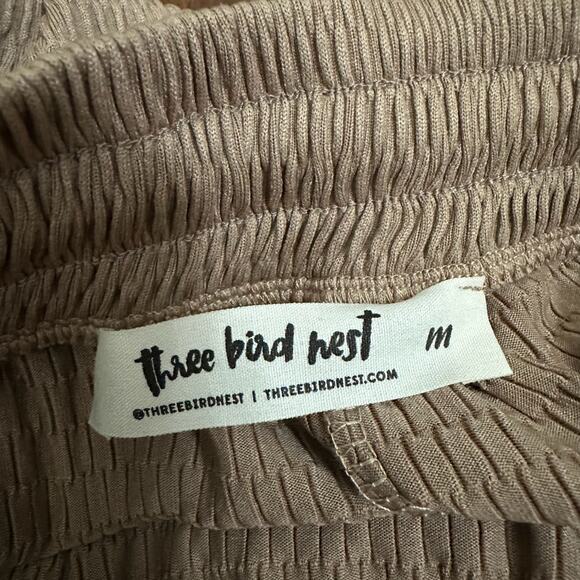 three bird nest m
@THREEBIRDNEST | THREEBIRDNEST.COM